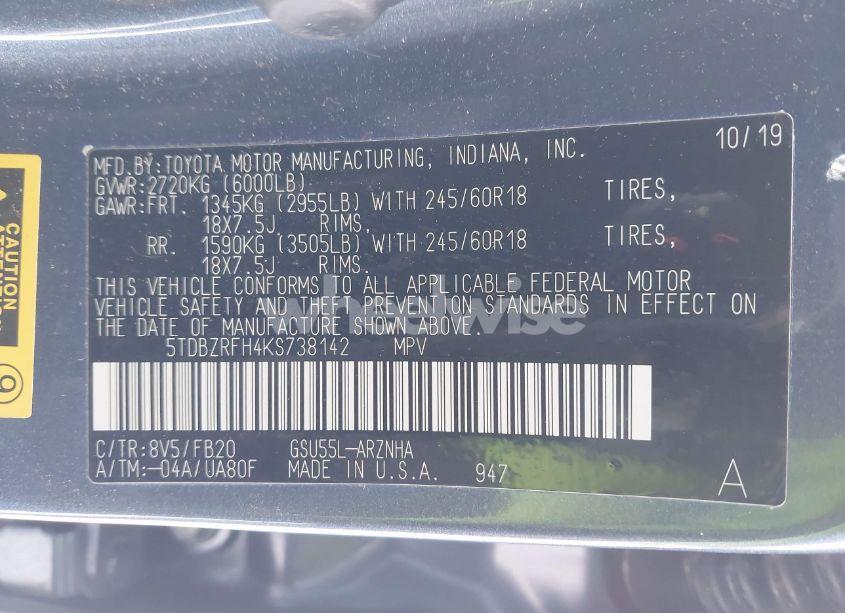 10/19
MFD.BY:TOYOTA MOTOR MANUFACTURING, INDIANA, INC.
GVWR:2720KG (6000LB)
GAWR:FRT. 1345KG (2955LB) WITH 245/60R18 TIRES,
18X7.5J RIMS,
RR. 1590KG (3505LB) WITH 245/60R18 TIRES,
18X7.5J RIMS.
THIS VEHICLE CONFORMS TO ALL APPLICABLE FEDERAL MOTOR
VEHICLE SAFETY AND THEFT PREVENTION STANDARDS IN EFFECT ON
THE DATE OF MANUFACTURE SHOWN ABOVE.
5TDBZRFH4KS738142 MPV
C/TR:8V5/FB20 GSU55L-ARZNHA
A/TM:-04A/UA80F MADE IN U.S.A. 947 A
wheelwise
CAUTION
9